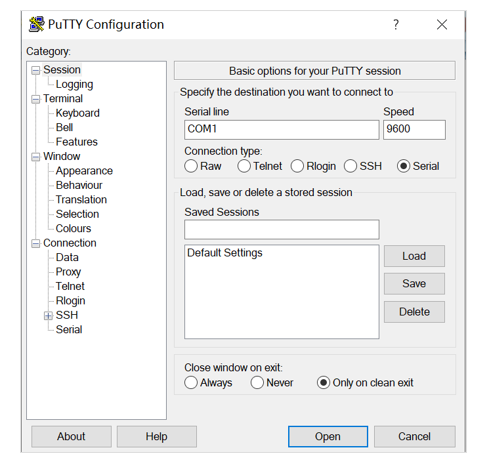 PuTTY Configuration
?
Category:
Session
Logging
Terminal
Keyboard
Bell
Features
Window
Appearance
Behaviour
Translation
Selection
Colours
Connection
Data
Proxy
Telnet
Rlogin
SSH
Serial
Basic options for your PuTTY session
Specify the destination you want to connect to
Serial line Speed
COM1 9600
Connection type:
Raw Telnet Rlogin SSH Serial
Load, save or delete a stored session
Saved Sessions
Default Settings
Load
Save
Delete
Close window on exit:
Always Never Only on clean exit
About Help Open Cancel